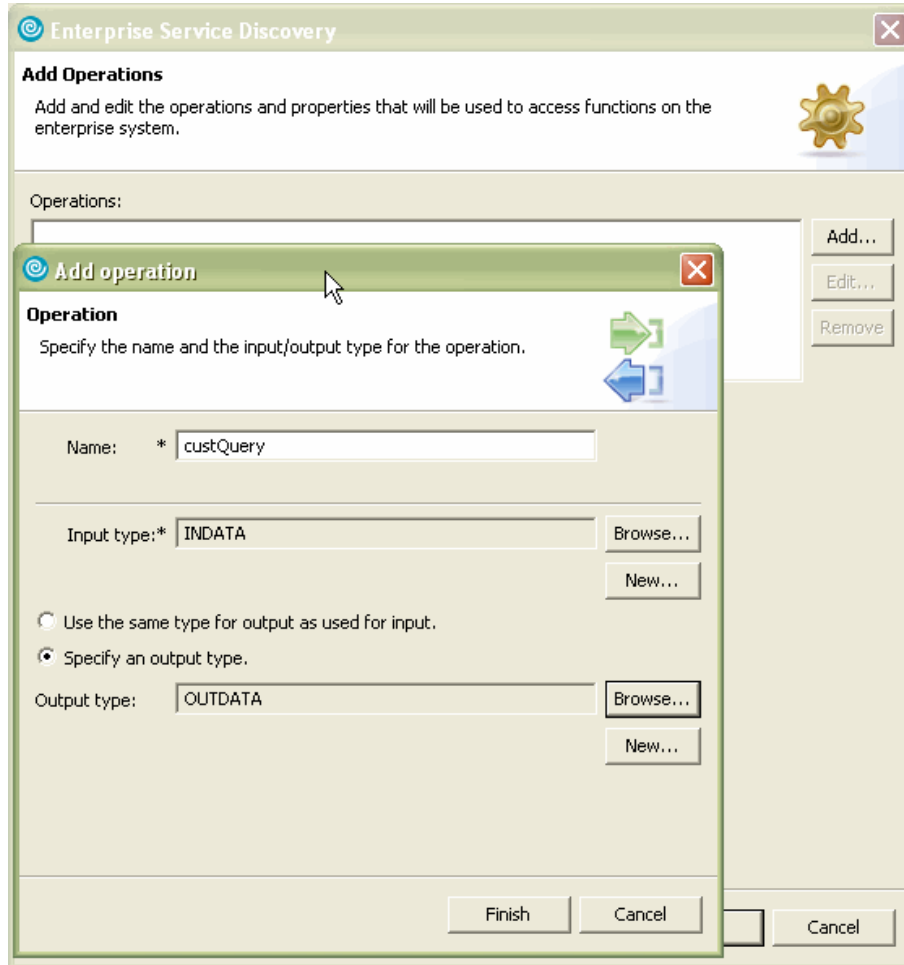 Enterprise Service Discovery
Add Operations
Add and edit the operations and properties that will be used to access functions on the
enterprise system.
Operations:
Add...
Edit...
Remove
Add operation
Operation
Specify the name and the input/output type for the operation.
Name: * custQuery
Input type:* INDATA Browse...
New...
Use the same type for output as used for input.
Specify an output type.
Output type: OUTDATA Browse...
New...
Finish Cancel
Cancel